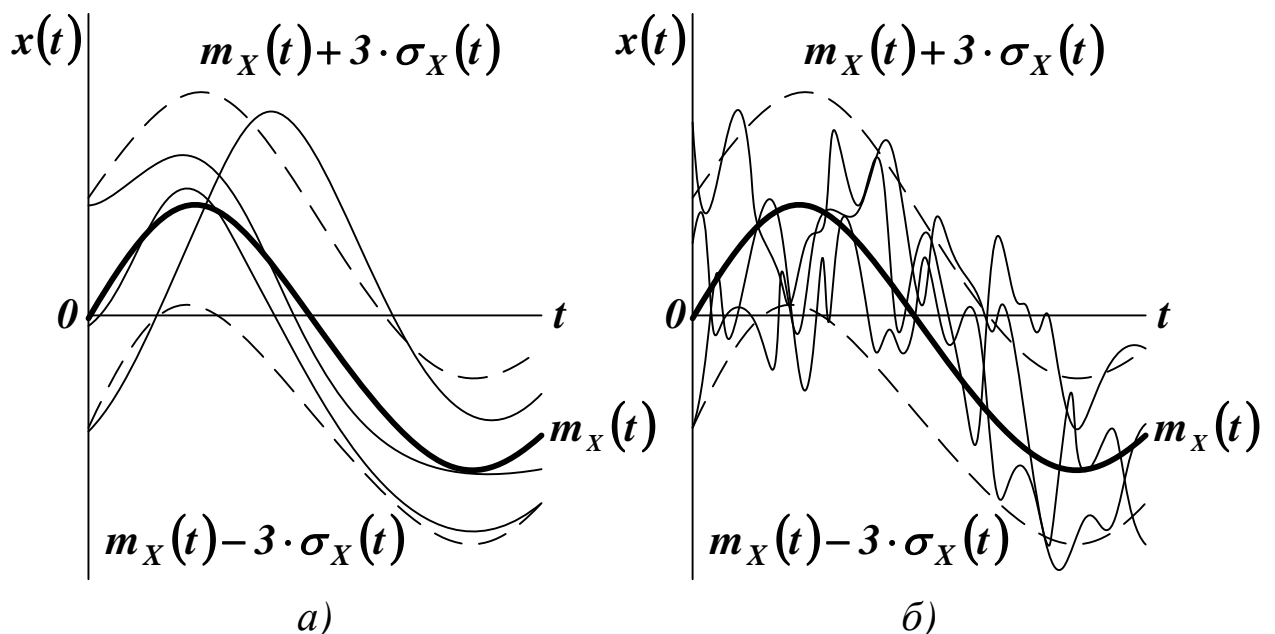 x(t)
m_X(t)+3·σ_X(t)
0
t
m_X(t)
m_X(t)−3·σ_X(t)
а)
x(t)
m_X(t)+3·σ_X(t)
0
t
m_X(t)
m_X(t)−3·σ_X(t)
б)